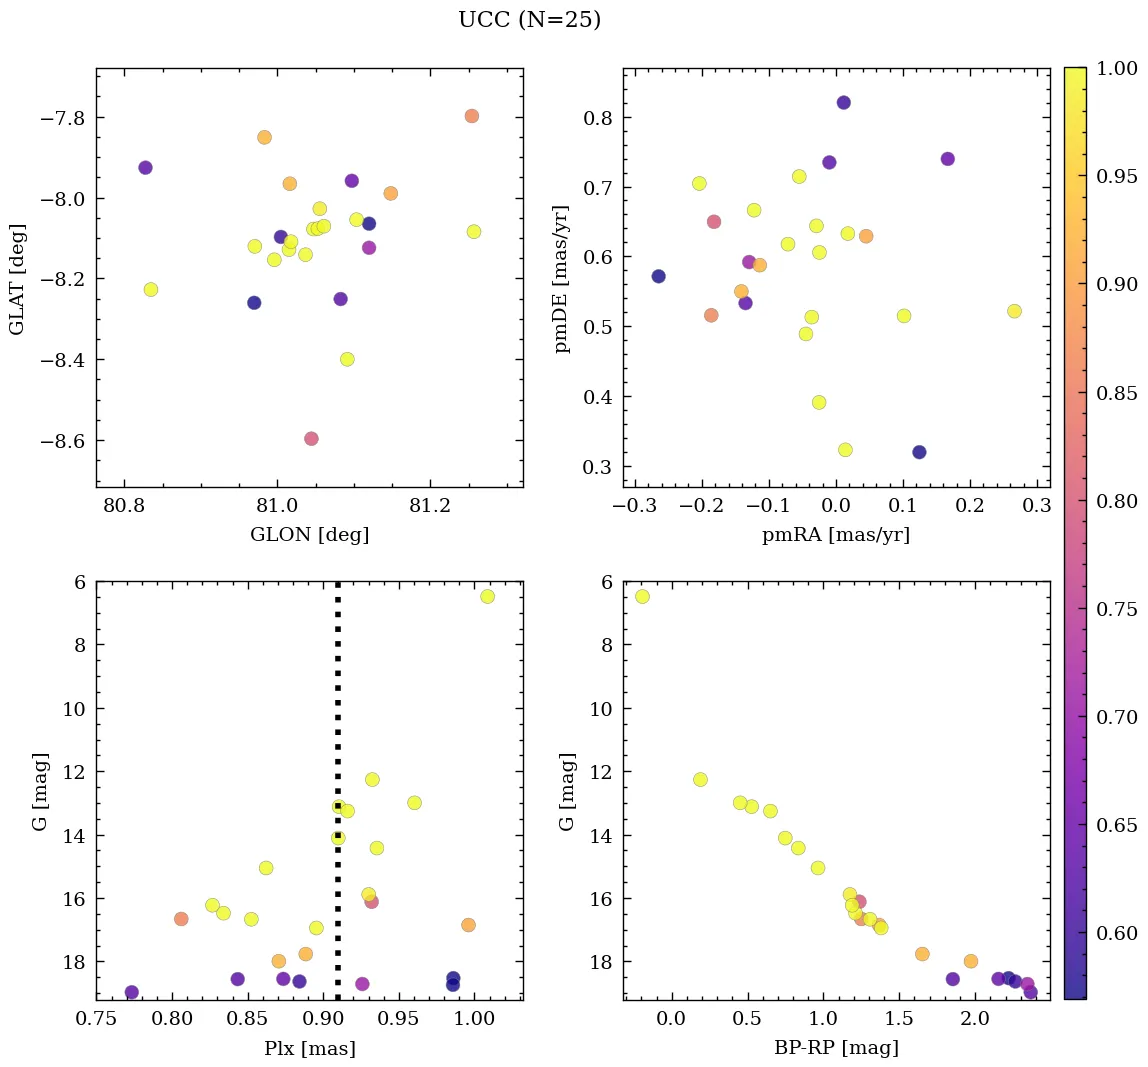 UCC (N=25)
−7.8
−8.0
−8.2
−8.4
−8.6
GLAT [deg]
80.8 81.0 81.2
GLON [deg]
0.8
0.7
0.6
0.5
0.4
0.3
pmDE [mas/yr]
−0.3 −0.2 −0.1 0.0 0.1 0.2 0.3
pmRA [mas/yr]
6
8
10
12
14
16
18
G [mag]
0.75 0.80 0.85 0.90 0.95 1.00
Plx [mas]
6
8
10
12
14
16
18
G [mag]
0.0 0.5 1.0 1.5 2.0
BP-RP [mag]
1.00
0.95
0.90
0.85
0.80
0.75
0.70
0.65
0.60